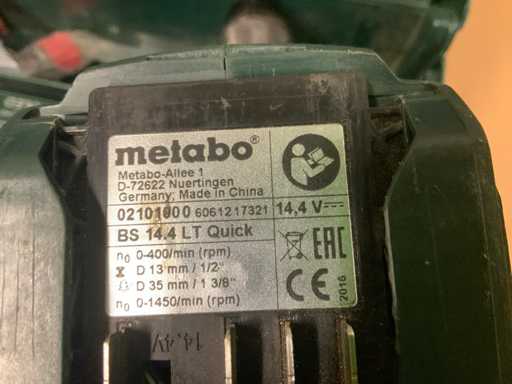 metabo®
Metabo-Allee 1
D-72622 Nuertingen
Germany, Made in China
02101000 6061217321 14,4 V
BS 14.4 LT Quick
n₀ 0-400/min (rpm)
D 13 mm / 1/2"
D 35 mm / 1 3/8"
n₀ 0-1450/min (rpm)
EAC
CE
2016
14,4V